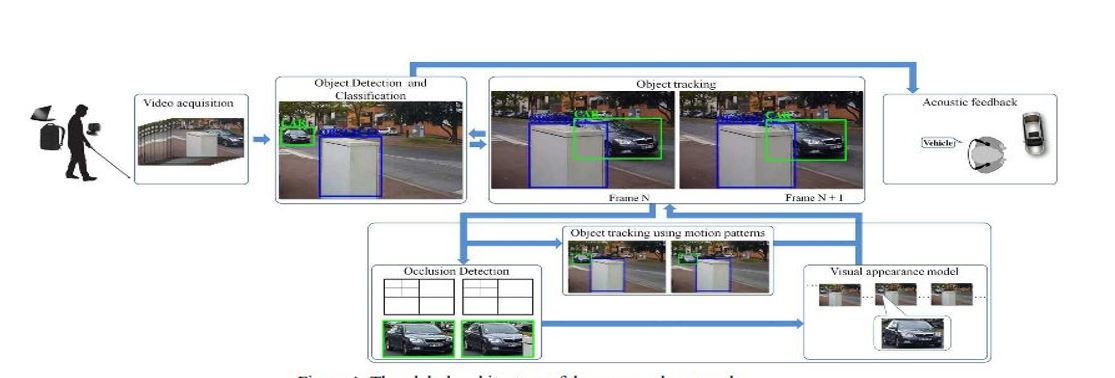 Video acquisition
Object Detection and
Classification
CAR
Object tracking
CAR
CAR
Frame N
Frame N + 1
Acoustic feedback
Vehicle
Object tracking using motion patterns
Occlusion Detection
Visual appearance model